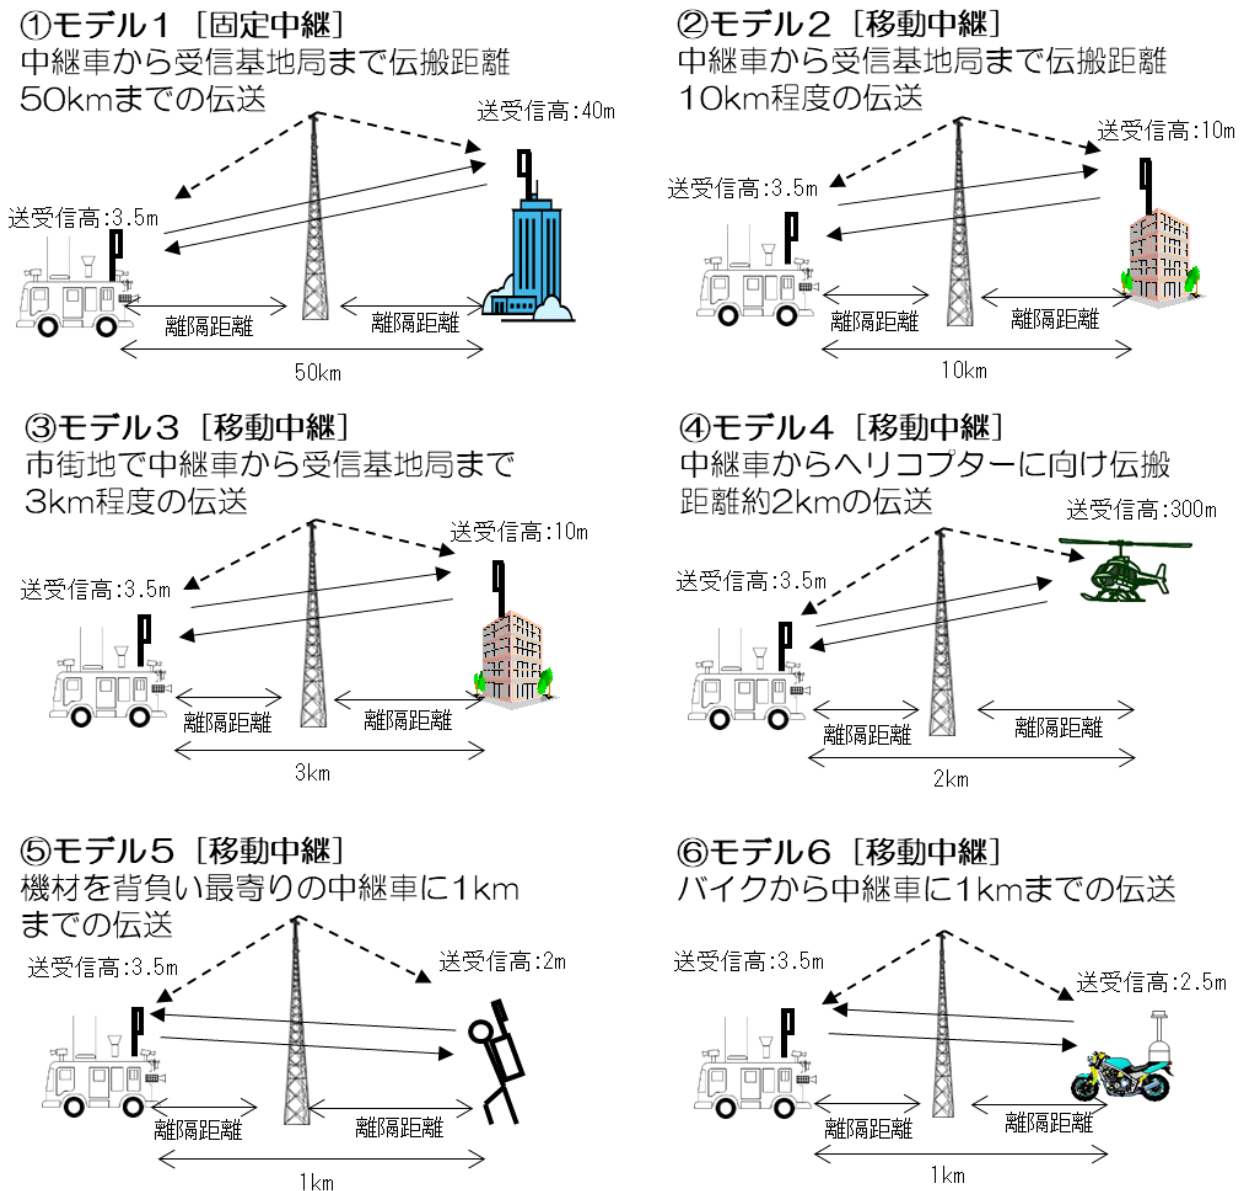 ①モデル１［固定中継］
中継車から受信基地局まで伝搬距離
50kmまでの伝送
送受信高:40m
送受信高:3.5m
離隔距離
離隔距離
50km
②モデル２［移動中継］
中継車から受信基地局まで伝搬距離
10km程度の伝送
送受信高:10m
送受信高:3.5m
離隔距離
離隔距離
10km
③モデル３［移動中継］
市街地で中継車から受信基地局まで
3km程度の伝送
送受信高:10m
送受信高:3.5m
離隔距離
離隔距離
3km
④モデル４［移動中継］
中継車からヘリコプターに向け伝搬
距離約2kmの伝送
送受信高:300m
送受信高:3.5m
離隔距離
離隔距離
2km
⑤モデル５［移動中継］
機材を背負い最寄りの中継車に1km
までの伝送
送受信高:3.5m
送受信高:2m
離隔距離
離隔距離
1km
⑥モデル６［移動中継］
バイクから中継車に1kmまでの伝送
送受信高:3.5m
送受信高:2.5m
離隔距離
離隔距離
1km